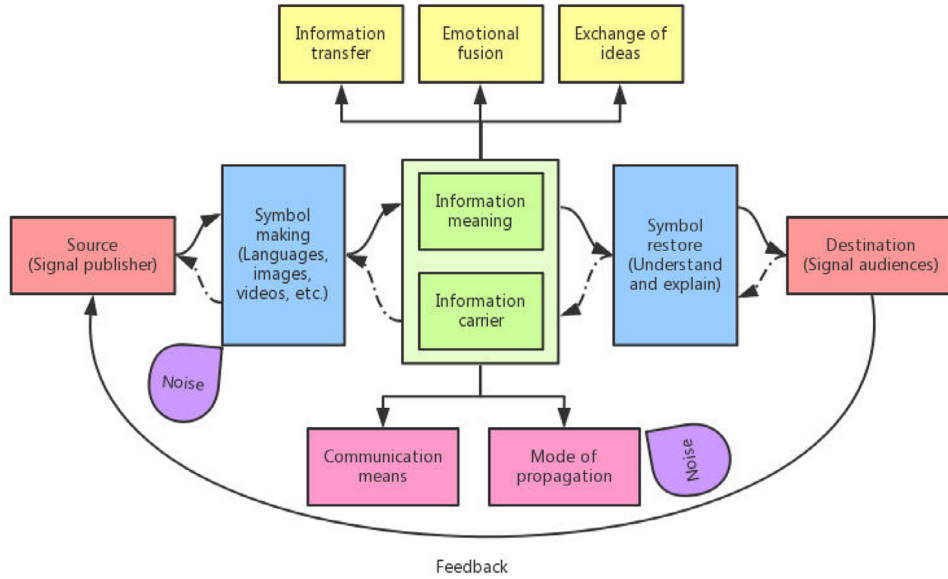 Information
transfer
Emotional
fusion
Exchange of
ideas
Source
(Signal publisher)
Symbol
making
(Languages,
images,
videos, etc.)
Information
meaning
Information
carrier
Symbol
restore
(Understand
and explain)
Destination
(Signal audiences)
Noise
Communication
means
Mode of
propagation
Noise
Feedback